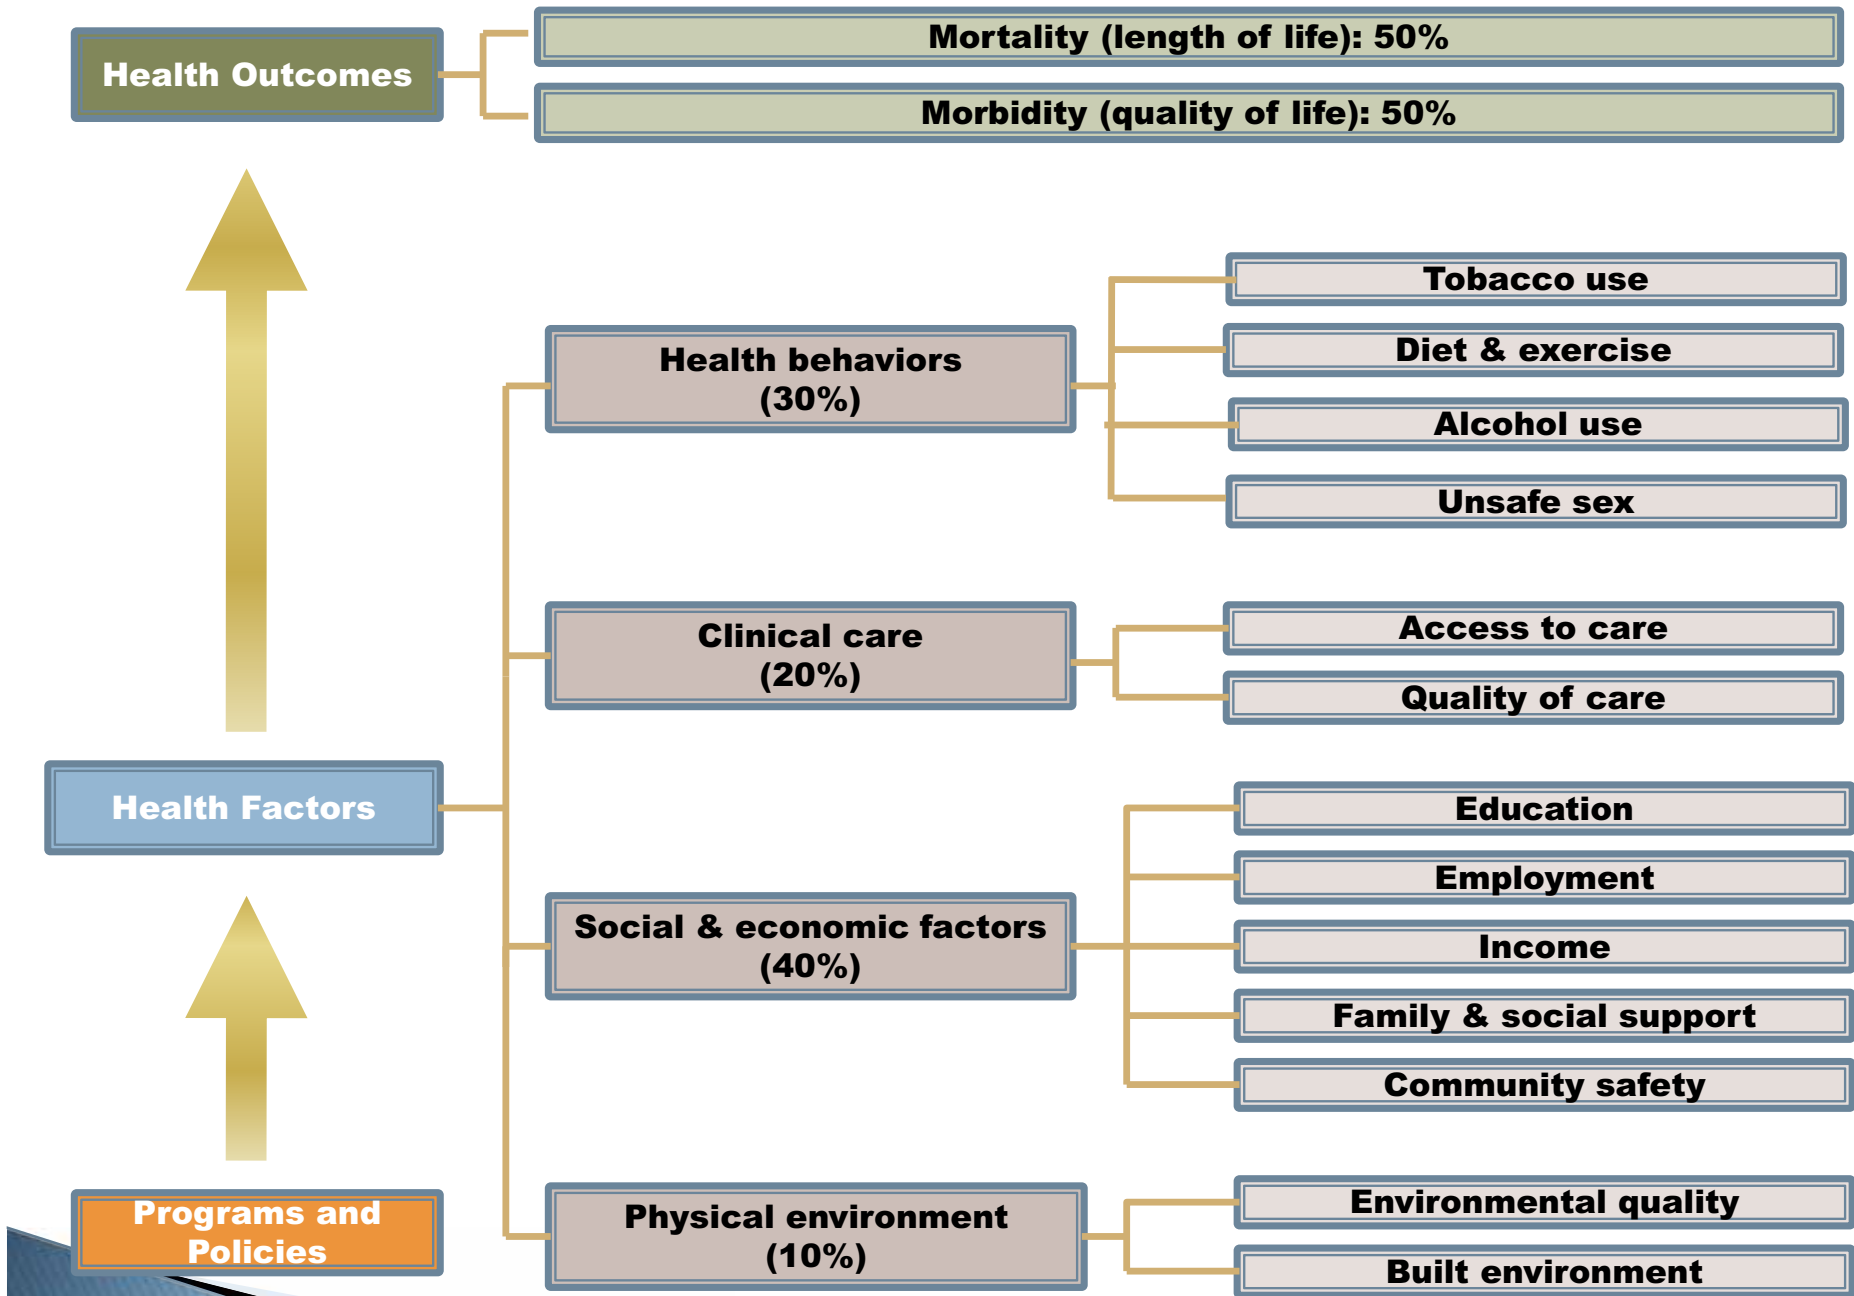 Health Outcomes
Mortality (length of life): 50%
Morbidity (quality of life): 50%
Health Factors
Health behaviors
(30%)
Tobacco use
Diet & exercise
Alcohol use
Unsafe sex
Clinical care
(20%)
Access to care
Quality of care
Social & economic factors
(40%)
Education
Employment
Income
Family & social support
Community safety
Physical environment
(10%)
Environmental quality
Built environment
Programs and
Policies